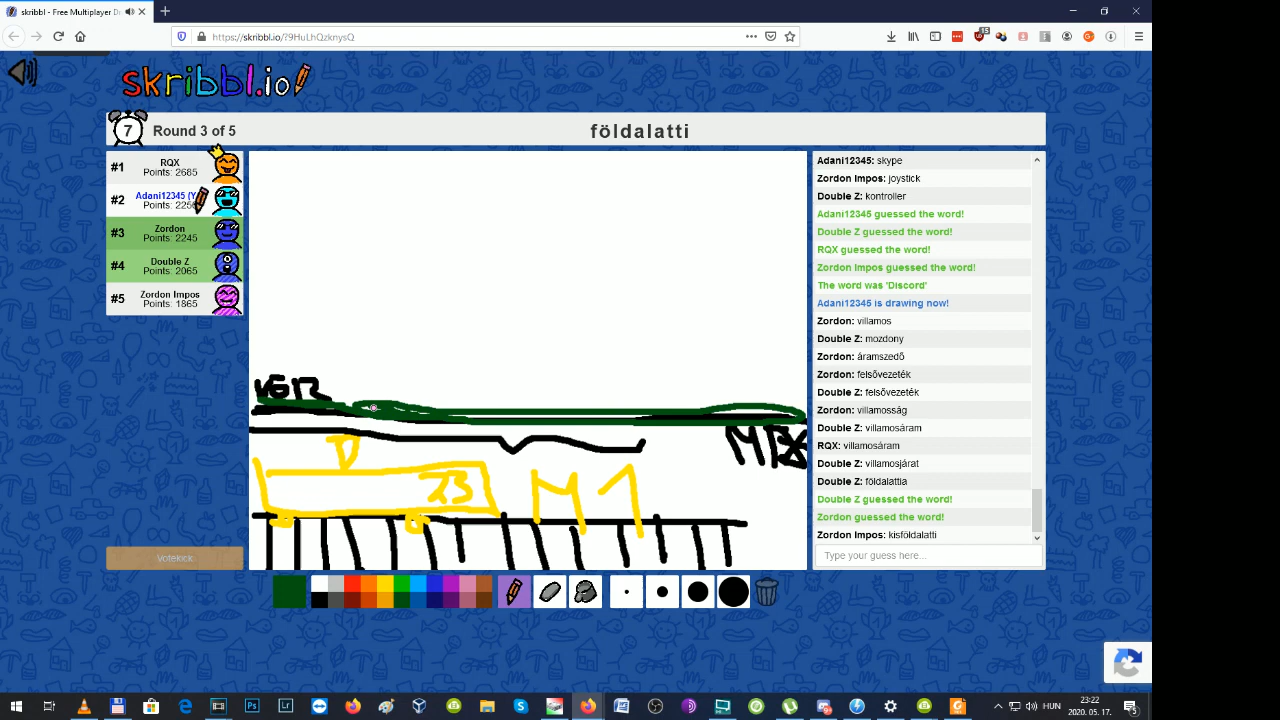 skribbl - Free Multiplayer Dr
https://skribbl.io/?9HuLhQzknysQ
15
skribbl.io
7
Round 3 of 5
földalatti
#1
RQX
Points: 2685
#2
Adani12345 (Y
Points: 2250
#3
Zordon
Points: 2245
#4
Double Z
Points: 2065
#5
Zordon Impos
Points: 1865
Votekick
23
M1
Adani12345: skype
Zordon Impos: joystick
Double Z: kontroller
Adani12345 guessed the word!
Double Z guessed the word!
RQX guessed the word!
Zordon Impos guessed the word!
The word was 'Discord'
Adani12345 is drawing now!
Zordon: villamos
Double Z: mozdony
Zordon: áramszedő
Zordon: felsővezeték
Double Z: felsővezeték
Zordon: villamosság
Double Z: villamosáram
RQX: villamosáram
Double Z: villamosjárat
Double Z: földalattia
Double Z guessed the word!
Zordon guessed the word!
Zordon Impos: kisföldalatti
Type your guess here...
HUN
23:22
2020. 05. 17.